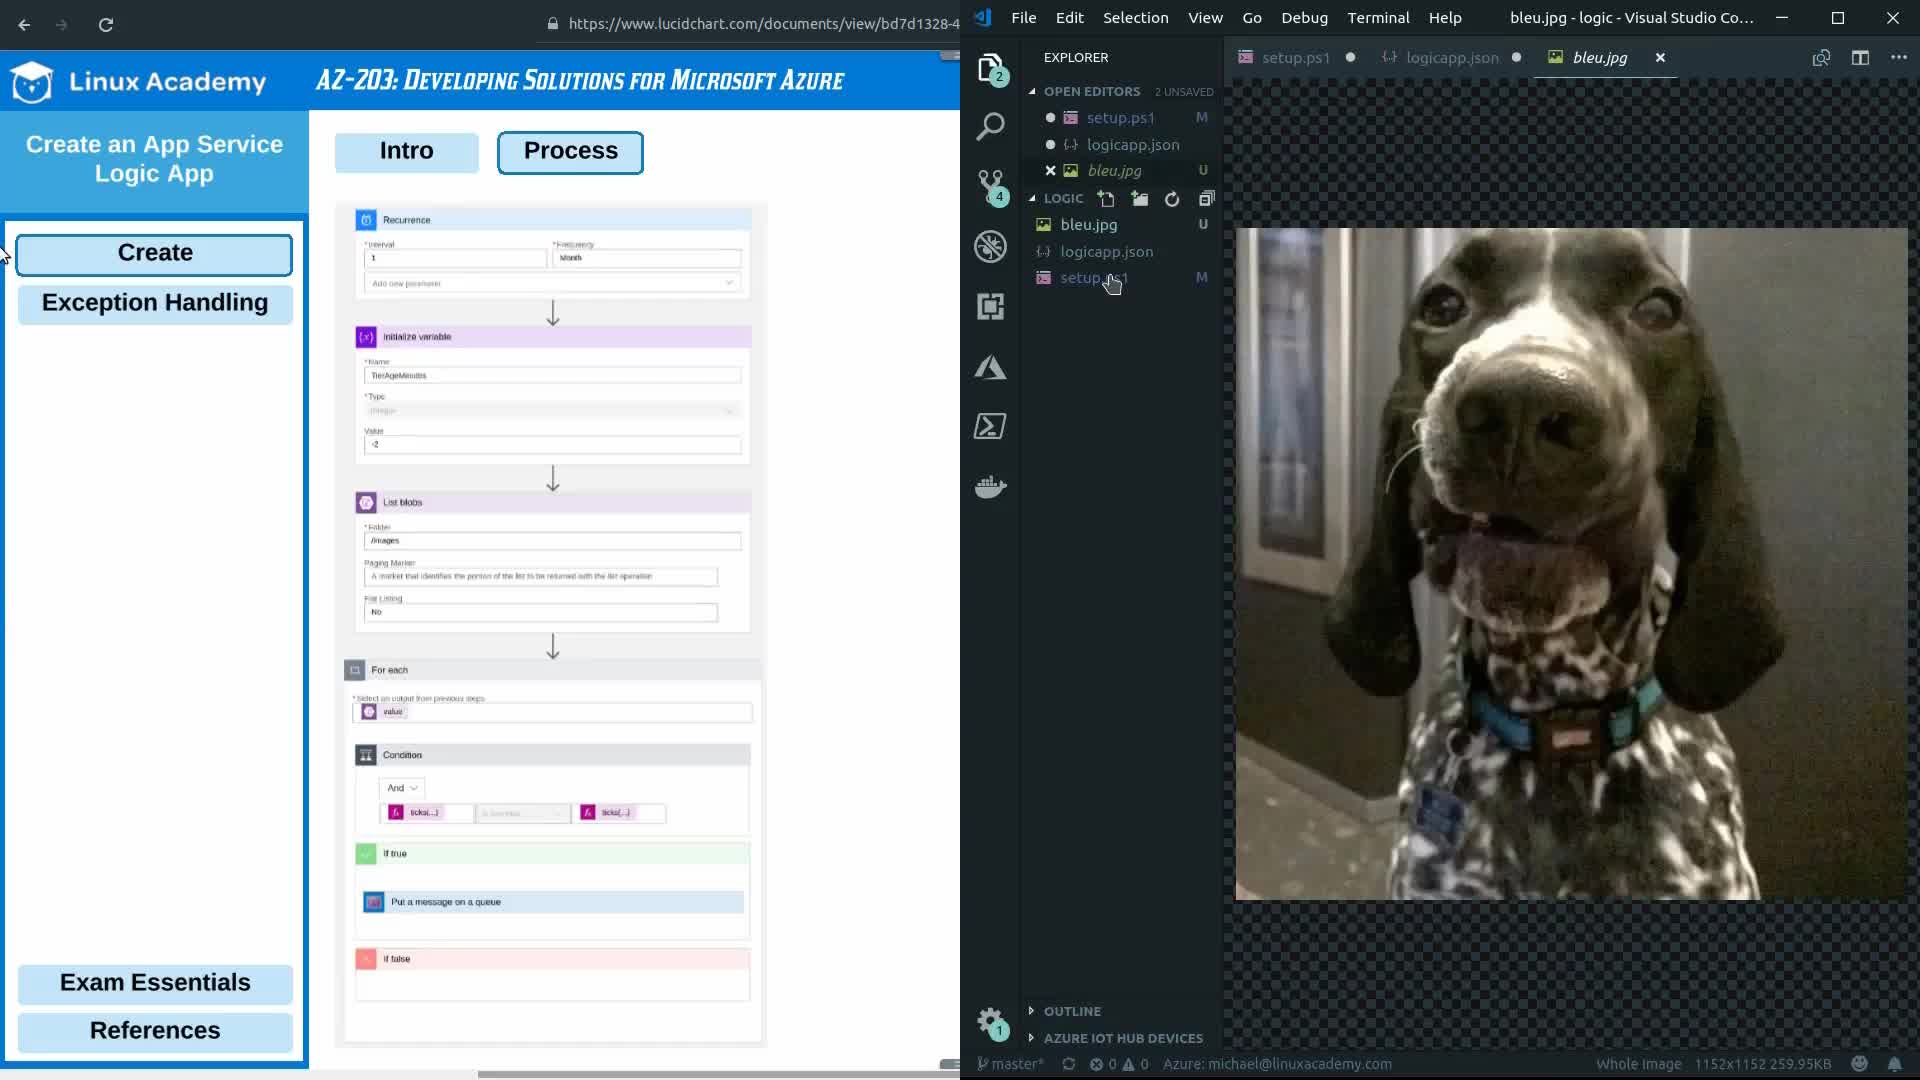 https://www.lucidchart.com/documents/view/bd7d1328-4
Linux Academy
AZ-203: Developing Solutions for Microsoft Azure
Create an App Service
Logic App
Create
Exception Handling
Exam Essentials
References
Intro
Process
Recurrence
*Interval
*Frequency
1
Month
Add new parameter
Initialize variable
*Name
TierAgeMinutes
*Type
Integer
Value
-2
List blobs
*Folder
/images
Paging Marker
A marker that identifies the portion of the list to be returned with the list operation
Flat Listing
No
For each
*Select an output from previous steps
value
Condition
And
ticks(...)
ticks(...)
If true
Put a message on a queue
If false
File Edit Selection View Go Debug Terminal Help
bleu.jpg - logic - Visual Studio Co...
EXPLORER
setup.ps1
logicapp.json
bleu.jpg
OPEN EDITORS 2 UNSAVED
setup.ps1 M
logicapp.json
bleu.jpg U
LOGIC
bleu.jpg U
logicapp.json
setup.ps1 M
2
4
1
OUTLINE
AZURE IOT HUB DEVICES
master* 0 0 Azure: michael@linuxacademy.com
Whole Image 1152x1152 259.95KB